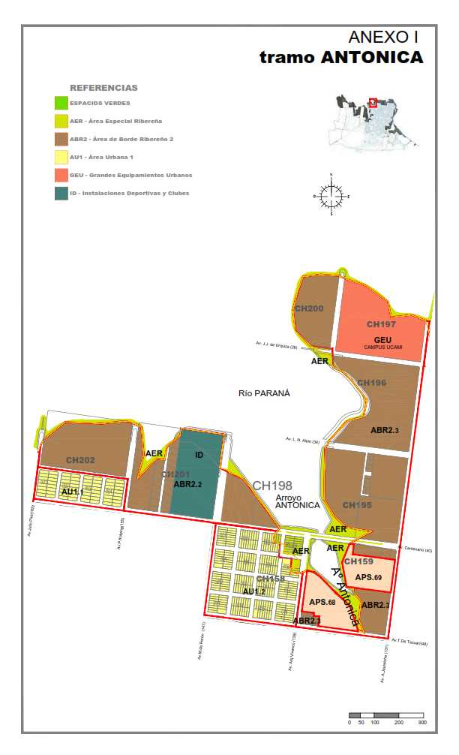 ANEXO I
tramo ANTONICA
REFERENCIAS
ESPACIOS VERDES
AER - Área Especial Ribereña
ABR2 - Área de Borde Ribereño 2
AU1 - Área Urbana 1
GEU - Grandes Equipamientos Urbanos
ID - Instalaciones Deportivas y Clubes
CH200
CH197
GEU
CAMPUS UCAMI
AER
CH196
Río PARANÁ
ABR2.3
CH202
AER
ID
CH201
ABR2.2
AU1.1
CH198
Arroyo
ANTONICA
CH195
AER
AER
AER
CH159
APS.69
CH158
AU1.2
Aº Antonica
APS.68
ABR2.3
ABR2.3
0 50 100 200 300